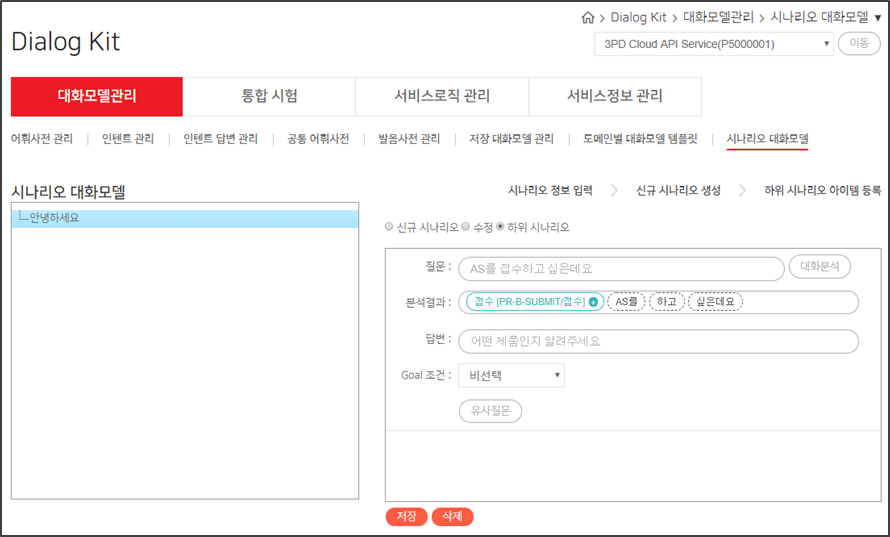 Dialog Kit > 대화모델관리 > 시나리오 대화모델 ▼
Dialog Kit
3PD Cloud API Service(P5000001) ▼ 이동
대화모델관리 통합 시험 서비스로직 관리 서비스정보 관리
어휘사전 관리 | 인텐트 관리 | 인텐트 답변 관리 | 공통 어휘사전 | 발음사전 관리 | 저장 대화모델 관리 | 도메인별 대화모델 템플릿 | 시나리오 대화모델
시나리오 대화모델
시나리오 정보 입력 > 신규 시나리오 생성 > 하위 시나리오 아이템 등록
안녕하세요
신규 시나리오 수정 하위 시나리오
질문 : AS를 접수하고 싶은데요 대화분석
분석결과 : 접수 [PR-B-SUBMIT/접수] + AS를 하고 싶은데요
답변 : 어떤 제품인지 알려주세요
Goal 조건 : 비선택 ▼
유사질문
저장 삭제